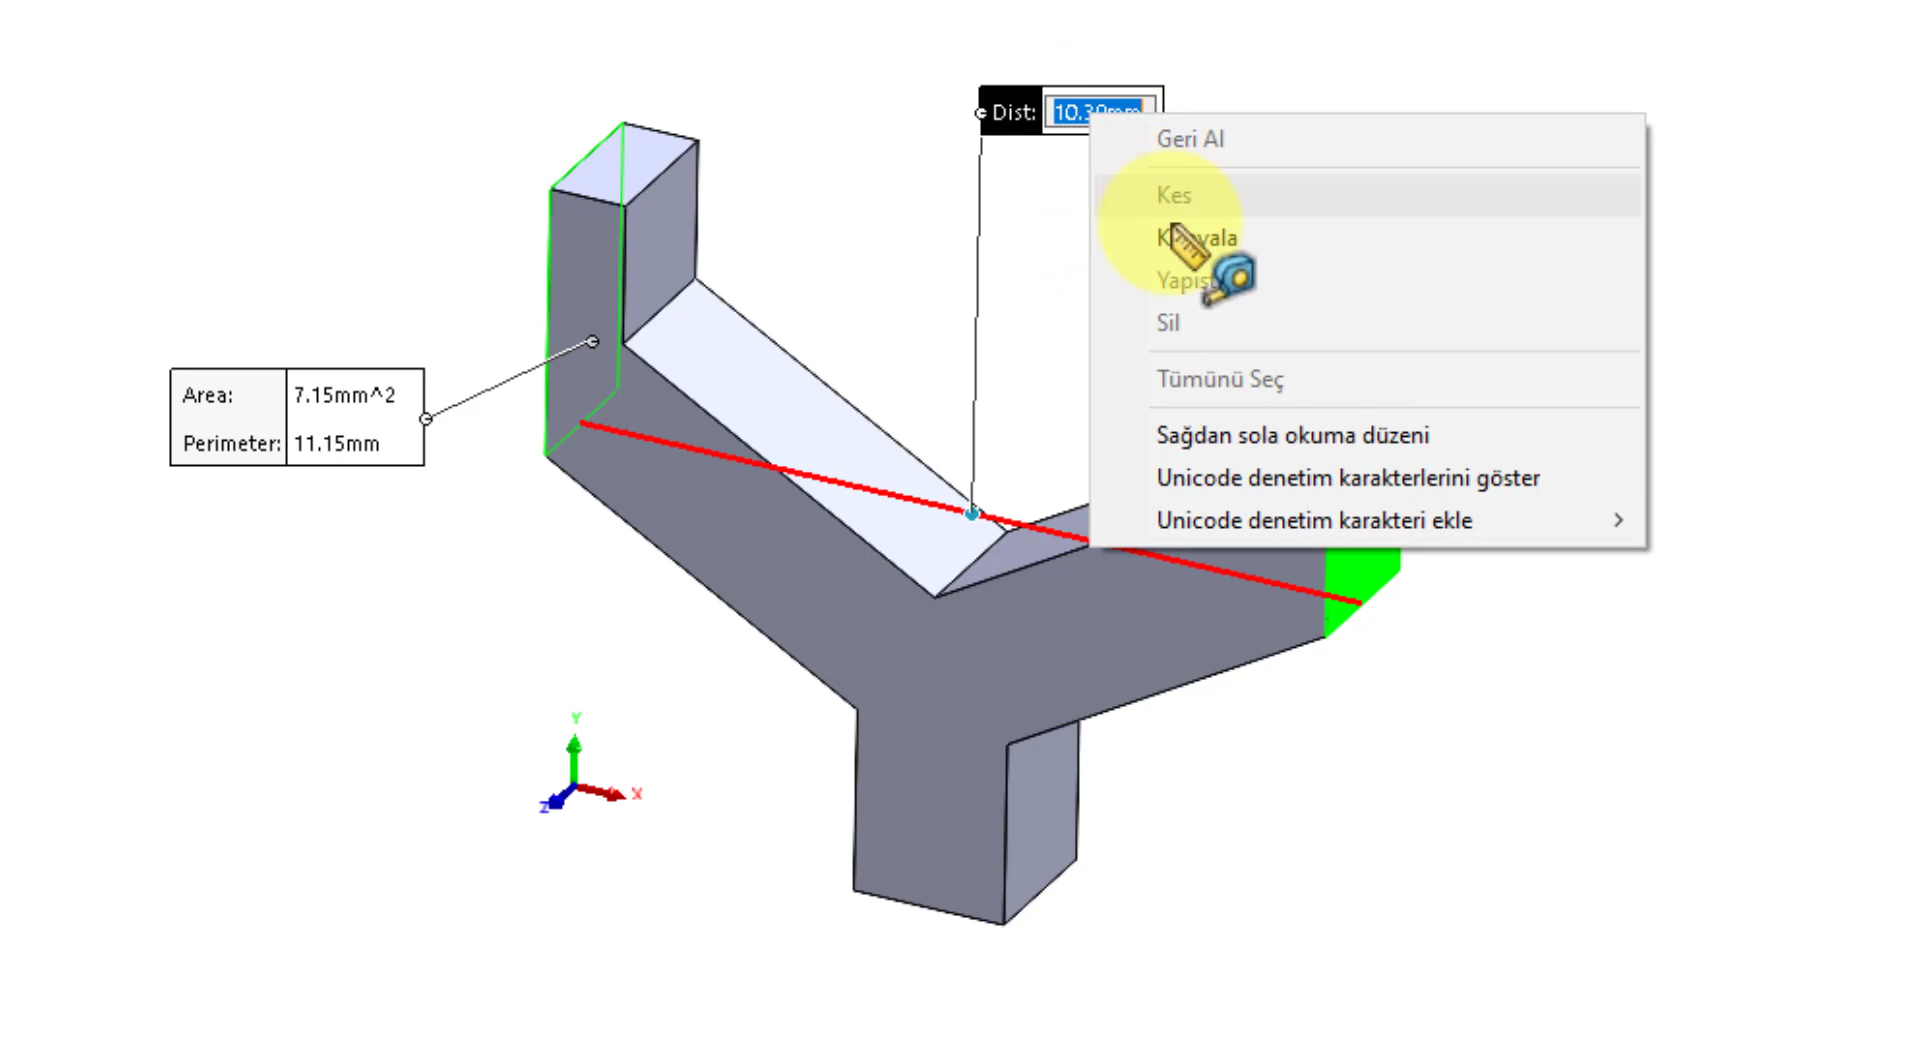 Dist:
Geri Al
Kes
Sil
Area: 7.15mm^2
Tümünü Seç
Perimeter: 11.15mm
Sağdan sola okuma düzeni
Unicode denetim karakterlerini göster
Unicode denetim karakteri ekle
Y
X
Z